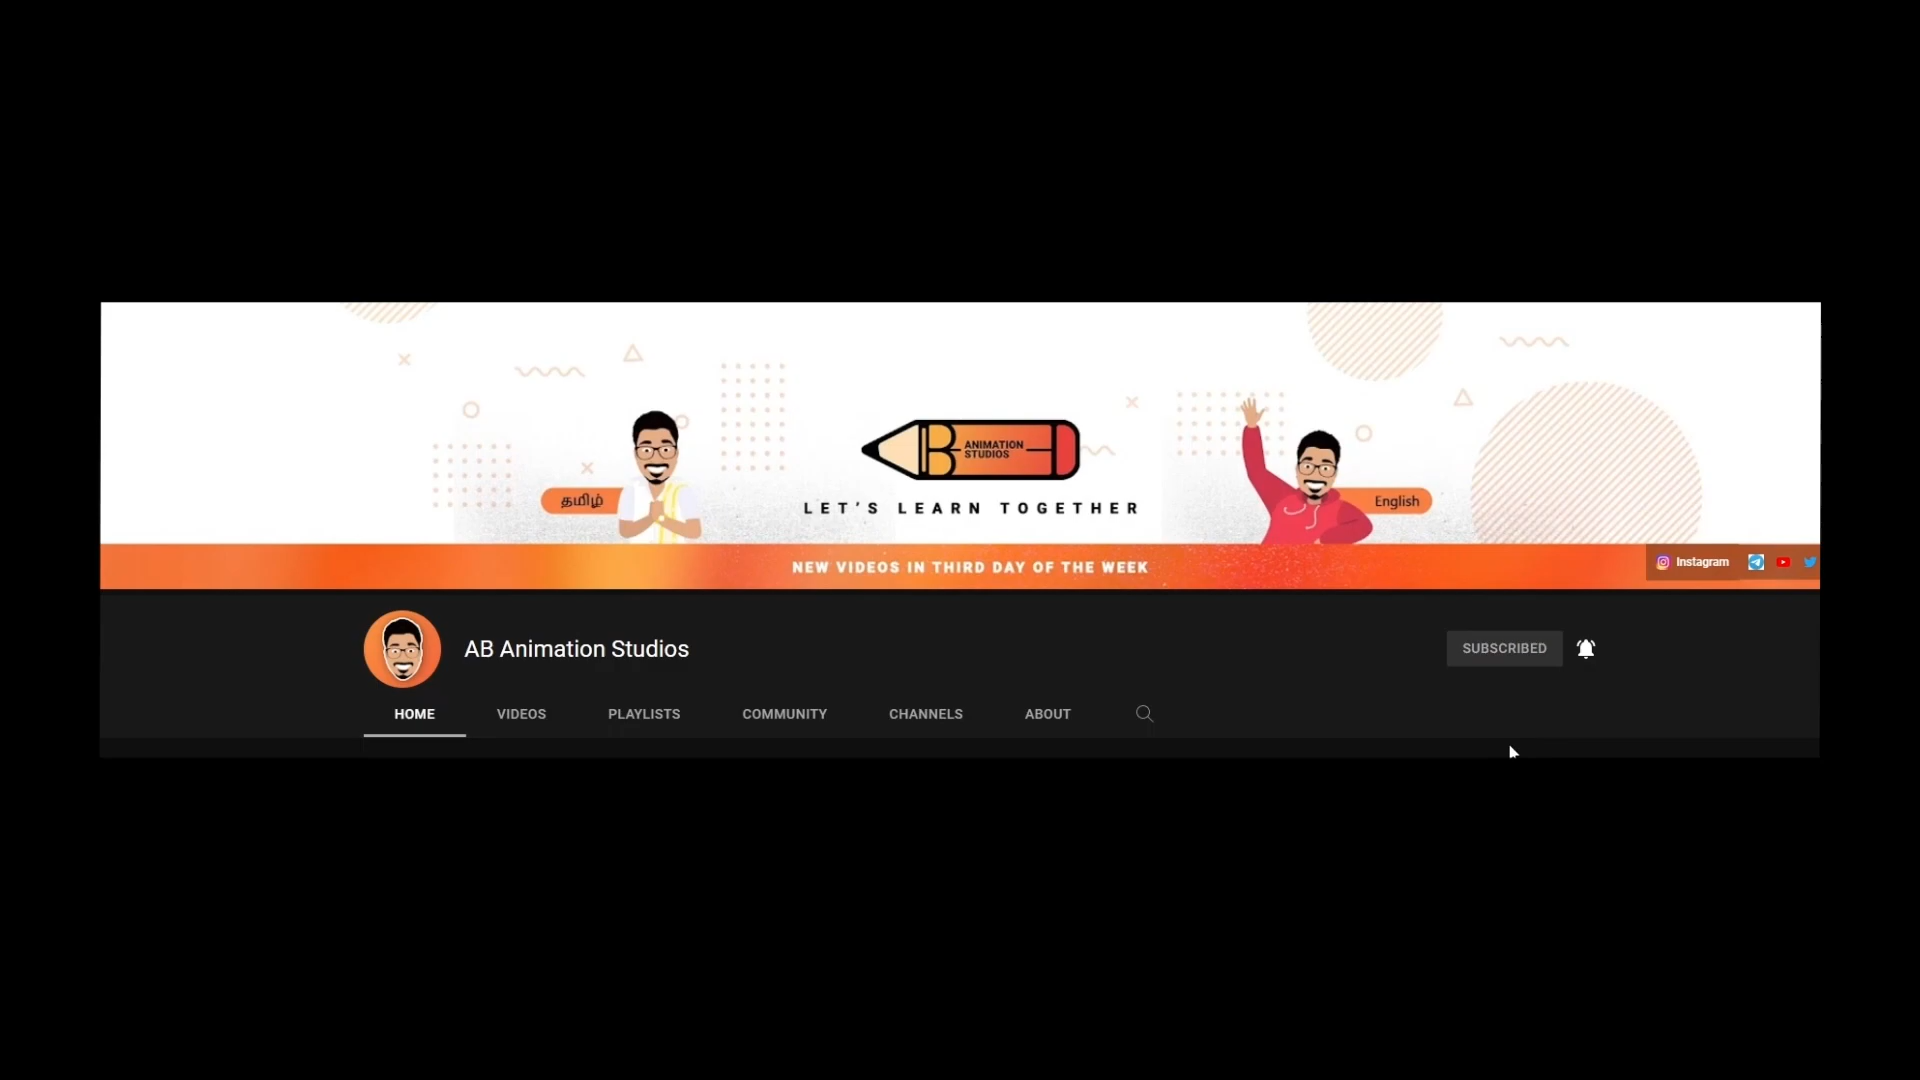 ANIMATION
STUDIOS
தமிழ்
LET'S LEARN TOGETHER
English
NEW VIDEOS IN THIRD DAY OF THE WEEK
Instagram
AB Animation Studios
SUBSCRIBED
HOME VIDEOS PLAYLISTS COMMUNITY CHANNELS ABOUT